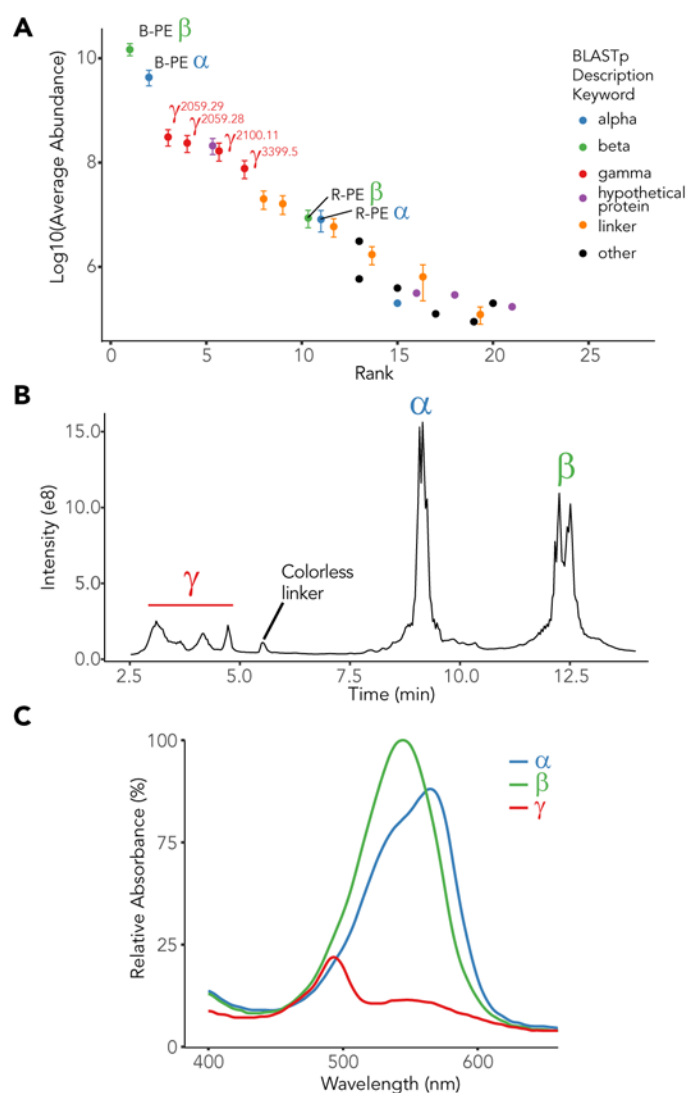 A
B-PE β
B-PE α
γ2059.29
γ2059.28
γ2100.11
γ3399.5
R-PE β
R-PE α
Log10(Average Abundance)
10
8
6
0 5 10 15 20 25
Rank
BLASTp
Description
Keyword
alpha
beta
gamma
hypothetical
protein
linker
other
B
α
β
γ
Colorless
linker
Intensity (e8)
15.0
10.0
5.0
0.0
2.5 5.0 7.5 10.0 12.5
Time (min)
C
α
β
γ
Relative Absorbance (%)
100
75
25
0
400 500 600
Wavelength (nm)